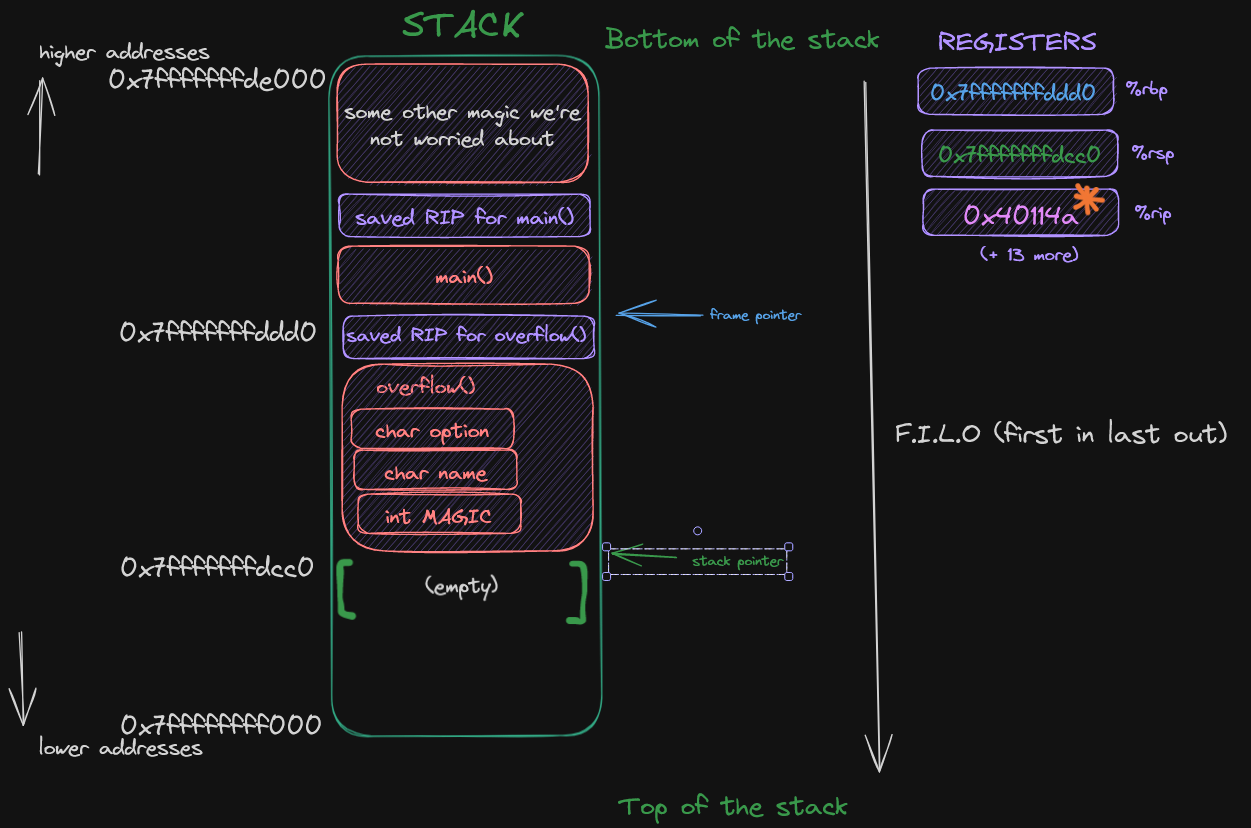 STACK
Bottom of the stack
REGISTERS
higher addresses
0x7fffffffde000
0x7fffffffddd0
%rbp
some other magic we're
not worried about
0x7fffffffdcc0
%rsp
saved RIP for main()
0x40114a
%rip
(+ 13 more)
main()
frame pointer
0x7fffffffddd0
saved RIP for overflow()
overflow()
char option
F.I.L.O (first in last out)
char name
int MAGIC
stack pointer
0x7fffffffdcc0
(empty)
0x7ffffffff000
lower addresses
Top of the stack